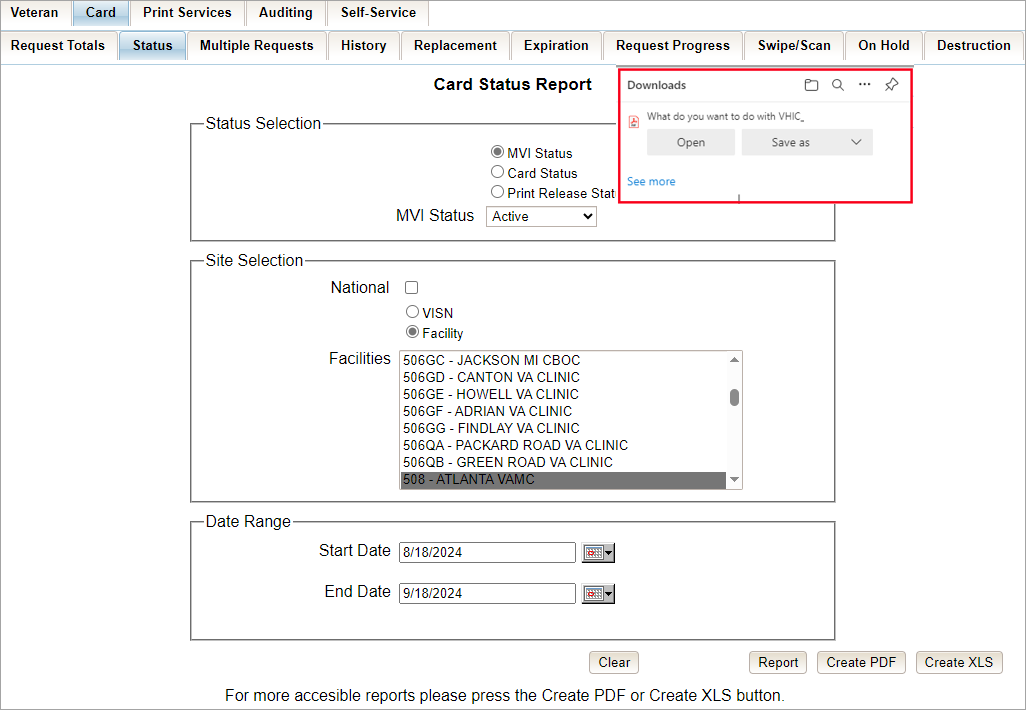 Veteran Card Print Services Auditing Self-Service
Request Totals Status Multiple Requests History Replacement Expiration Request Progress Swipe/Scan On Hold Destruction
Card Status Report
Downloads
What do you want to do with VHIC_
Open Save as
See more
Status Selection
MVI Status
Card Status
Print Release Stat
MVI Status Active
Site Selection
National
VISN
Facility
Facilities
506GC - JACKSON MI CBOC
506GD - CANTON VA CLINIC
506GE - HOWELL VA CLINIC
506GF - ADRIAN VA CLINIC
506GG - FINDLAY VA CLINIC
506QA - PACKARD ROAD VA CLINIC
506QB - GREEN ROAD VA CLINIC
508 - ATLANTA VAMC
Date Range
Start Date 8/18/2024
End Date 9/18/2024
Clear Report Create PDF Create XLS
For more accesible reports please press the Create PDF or Create XLS button.